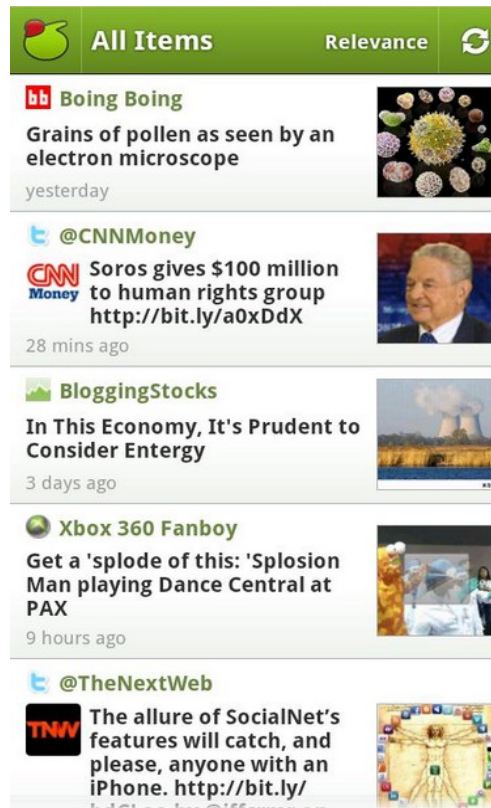 All Items
Relevance
bb Boing Boing
Grains of pollen as seen by an
electron microscope
yesterday
@CNNMoney
CNN
Money
Soros gives $100 million
to human rights group
http://bit.ly/a0xDdX
28 mins ago
BloggingStocks
In This Economy, It's Prudent to
Consider Entergy
3 days ago
Xbox 360 Fanboy
Get a 'splode of this: 'Splosion
Man playing Dance Central at
PAX
9 hours ago
@TheNextWeb
TNW
The allure of SocialNet's
features will catch, and
please, anyone with an
iPhone. http://bit.ly/